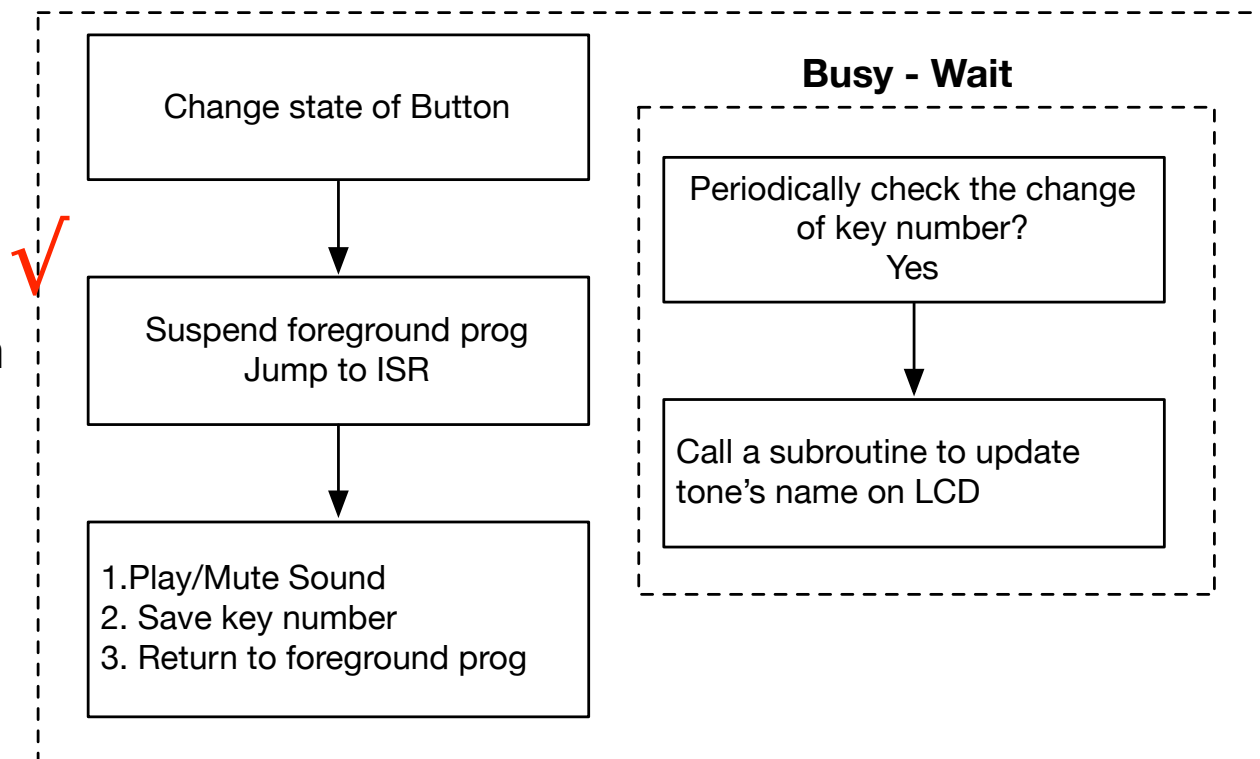 Change state of Button
Suspend foreground prog
Jump to ISR
1.Play/Mute Sound
2. Save key number
3. Return to foreground prog
Busy - Wait
Periodically check the change
of key number?
Yes
Call a subroutine to update
tone’s name on LCD